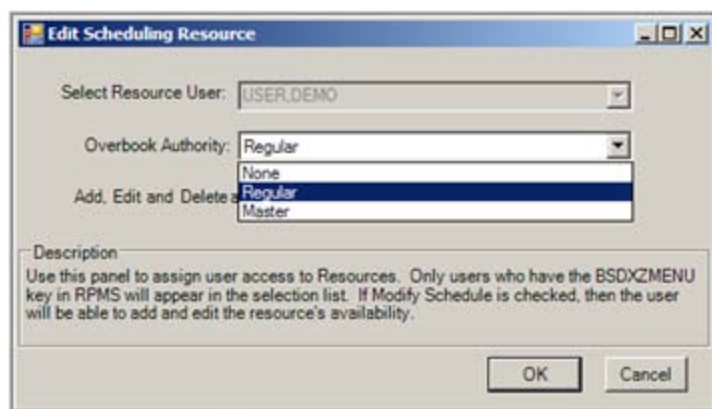 Edit Scheduling Resource
Select Resource User: USER,DEMO
Overbook Authority: Regular
None
Add, Edit and Delete a
Regular
Master
Description
Use this panel to assign user access to Resources. Only users who have the BSDXZMENU
key in RPMS will appear in the selection list. If Modify Schedule is checked, then the user
will be able to add and edit the resource's availability.
OK Cancel